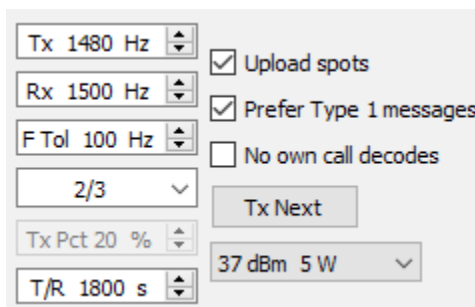 Tx 1480 Hz
Rx 1500 Hz
F Tol 100 Hz
2/3
Tx Pct 20 %
T/R 1800 s
Upload spots
Prefer Type 1 messages
No own call decodes
Tx Next
37 dBm 5 W